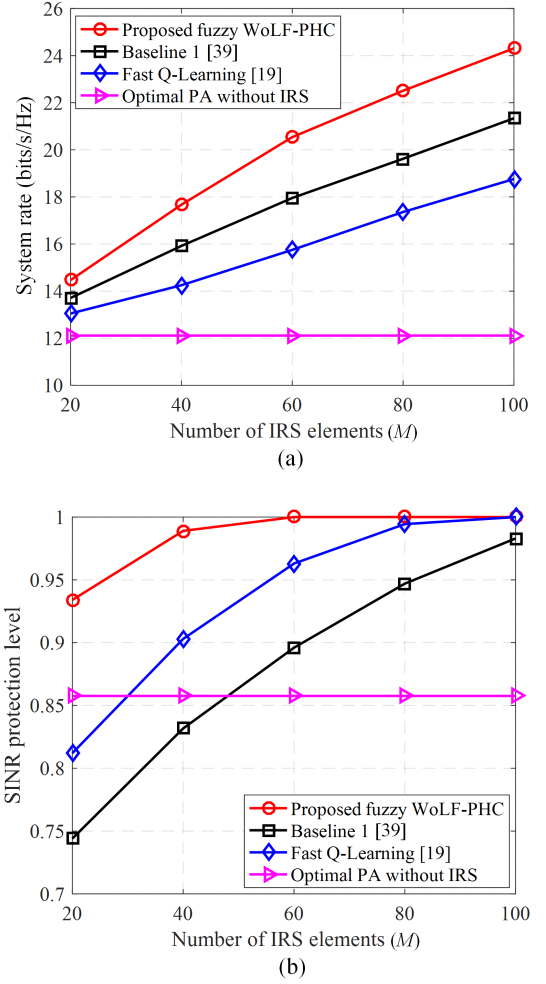 26
24
22
20
18
16
14
12
10
System rate (bits/s/Hz)
Proposed fuzzy WoLF-PHC
Baseline 1 [39]
Fast Q-Learning [19]
Optimal PA without IRS
20 40 60 80 100
Number of IRS elements (M)
(a)
1
0.95
0.9
0.85
0.8
0.75
0.7
SINR protection level
Proposed fuzzy WoLF-PHC
Baseline 1 [39]
Fast Q-Learning [19]
Optimal PA without IRS
20 40 60 80 100
Number of IRS elements (M)
(b)